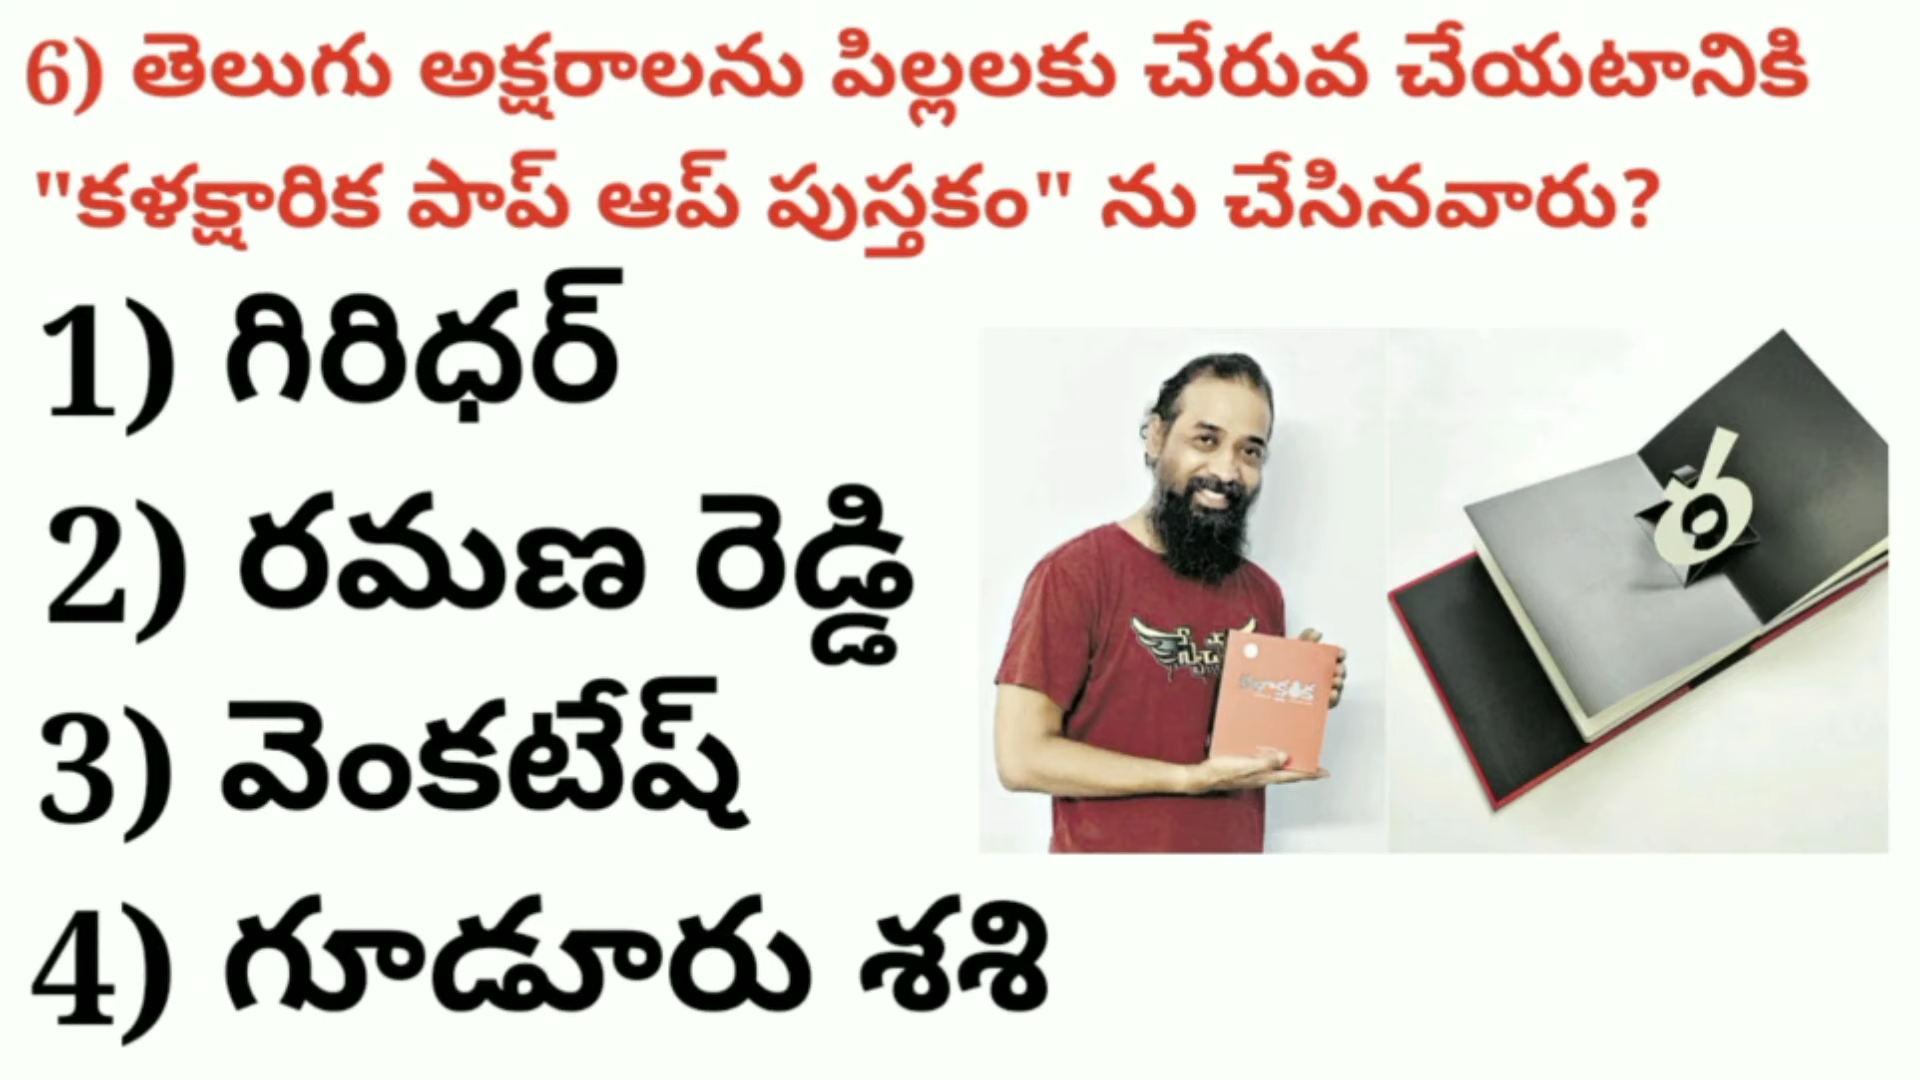 6) తెలుగు అక్షరాలను పిల్లలకు చేరువ చేయటానికి
"కళక్షారిక పాప్ ఆప్ పుస్తకం" ను చేసినవారు?
1) గిరిధర్
2) రమణ రెడ్డి
3) వెంకటేష్
4) గూడూరు శశి